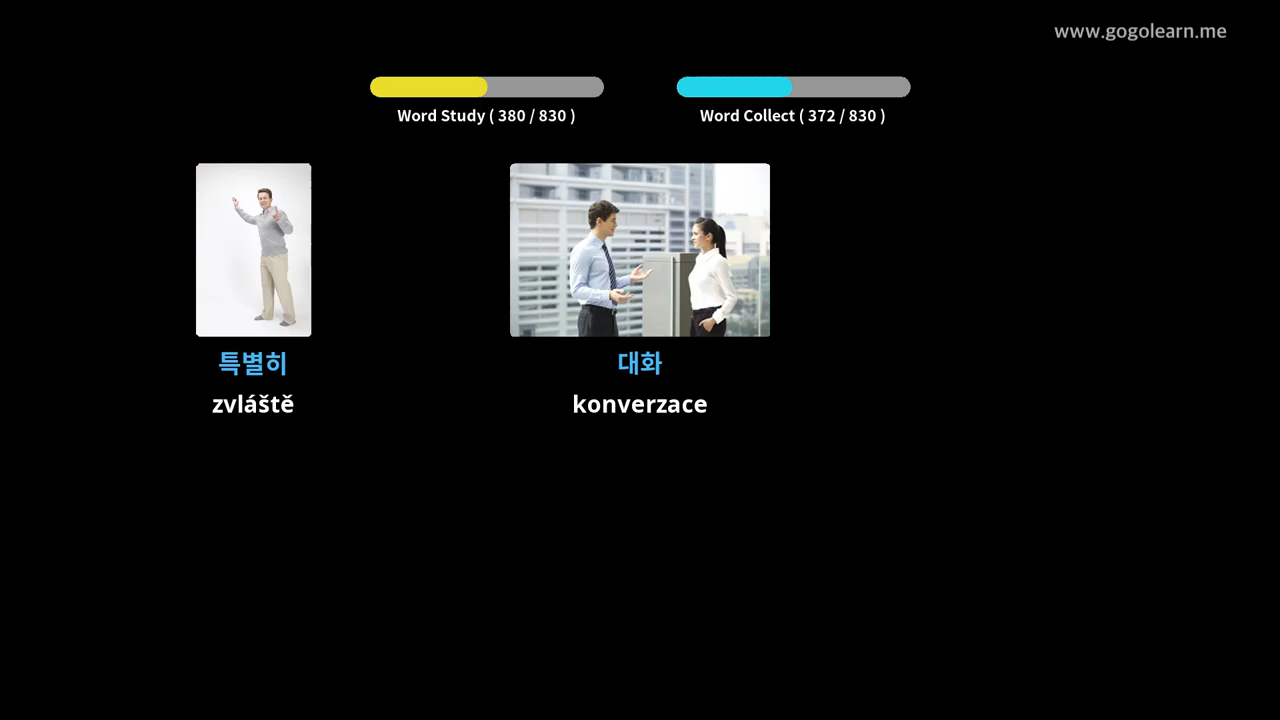 www.gogolearn.me
Word Study ( 380 / 830 )
Word Collect ( 372 / 830 )
특별히
zvláště
대화
konverzace